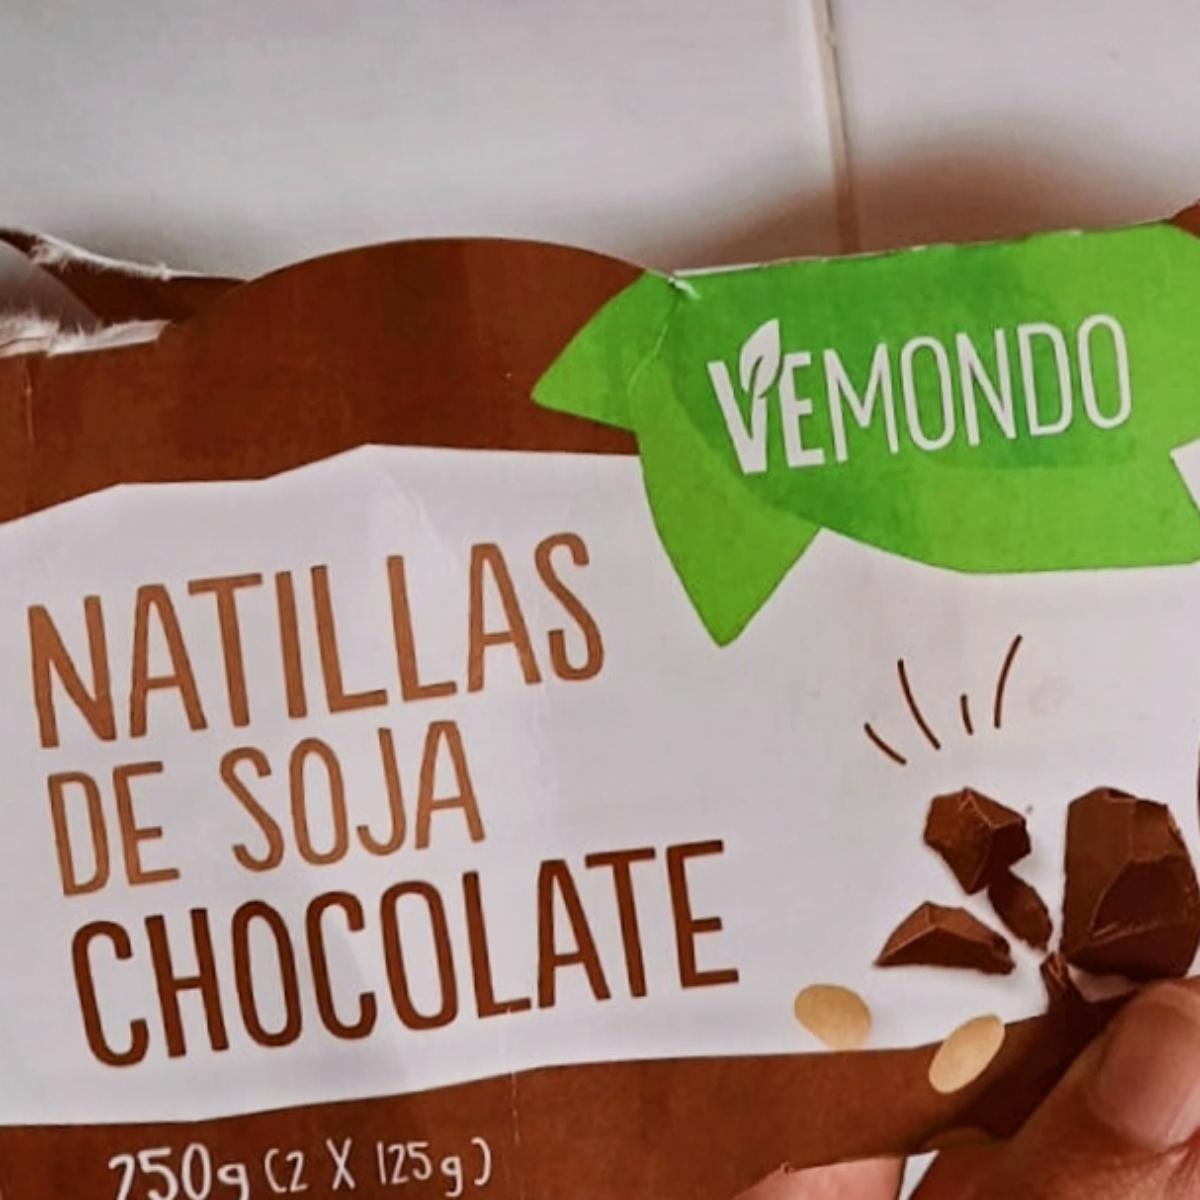 VEMONDO
NATILLAS
DE SOJA
CHOCOLATE
250g (2 X 125g)